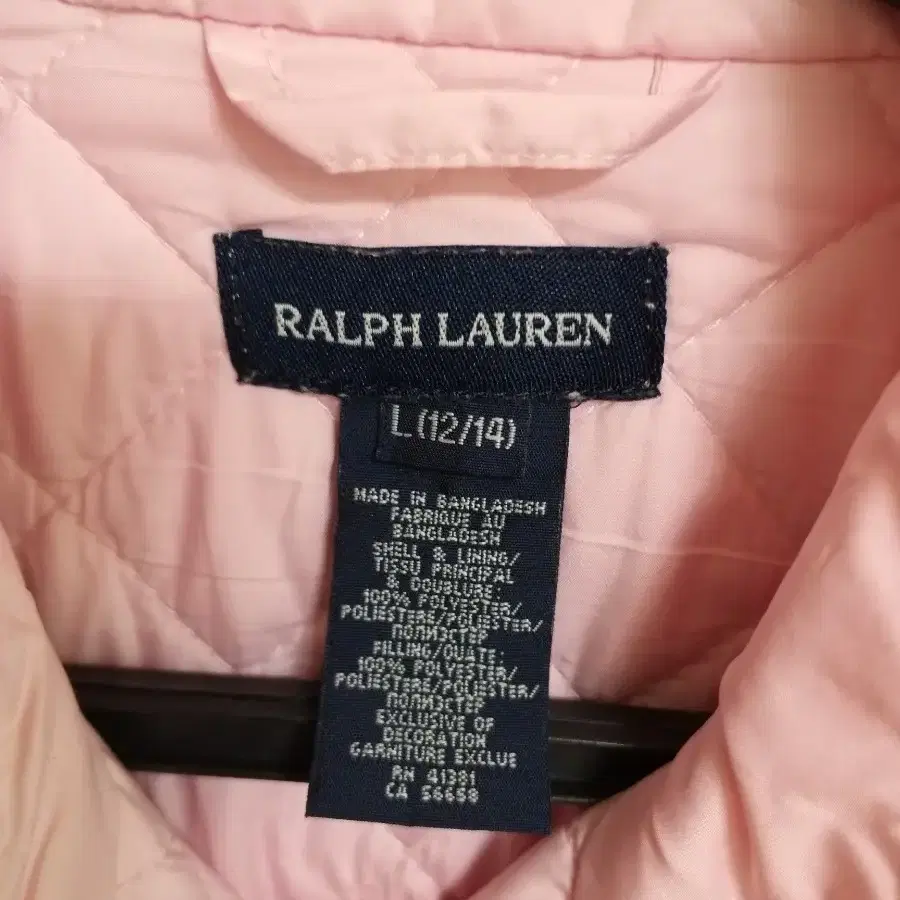 RALPH LAUREN
L (12/14)
MADE IN BANGLADESH
FABRIQUE AU
BANGLADESH
SHELL & LINING/
TISSU PRINCIPAL
& DOUBLURE:
100% POLYESTER/
POLIESTERE/POLIESTER/
ПОЛИЭСТЕР
FILLING/OUATE:
100% POLYESTER/
POLIESTERE/POLIESTER/
ПОЛИЭСТЕР
EXCLUSIVE OF
DECORATION
GARNITURE EXCLUE
RN 41381
CA 56668